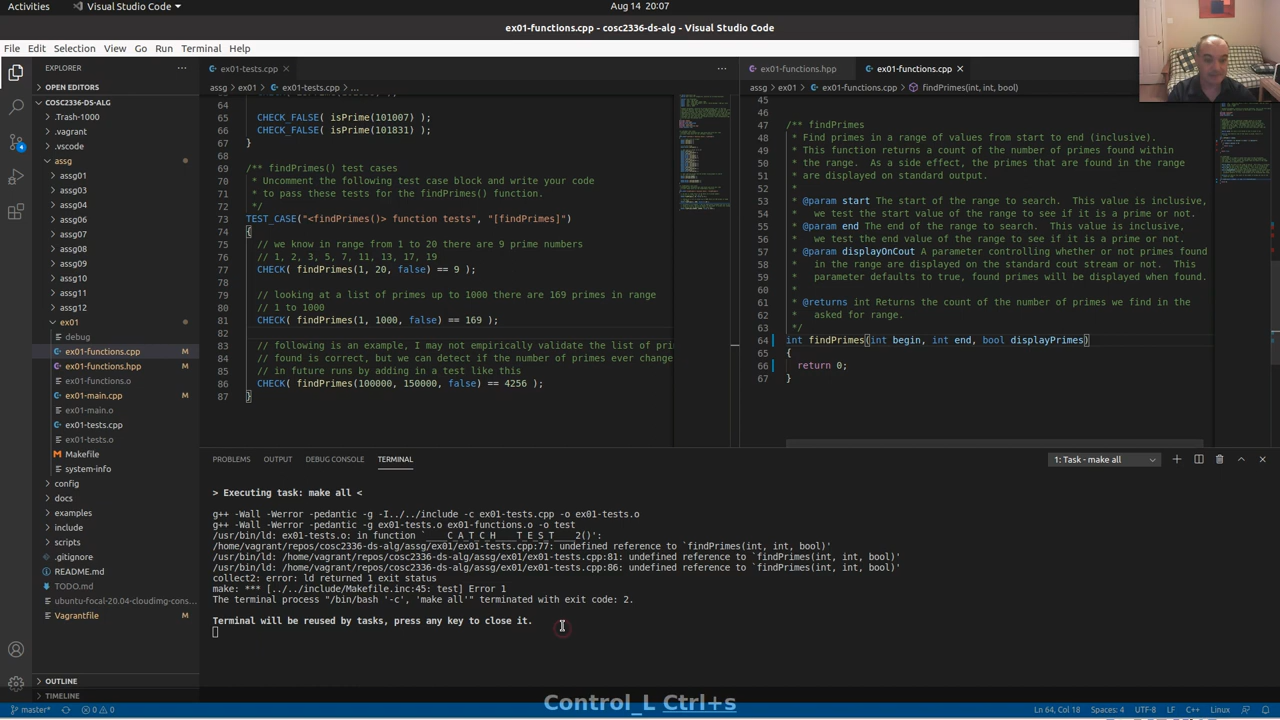 Activities Visual Studio Code Aug 14 20:07
ex01-functions.cpp - cosc2336-ds-alg - Visual Studio Code
File Edit Selection View Go Run Terminal Help
EXPLORER
OPEN EDITORS
COSC2336-DS-ALG
.Trash-1000
.vagrant
.vscode
assg
assg01
assg03
assg04
assg06
assg07
assg08
assg09
assg10
assg11
assg12
ex01
debug
ex01-functions.cpp M
ex01-functions.hpp M
ex01-functions.o
ex01-main.cpp M
ex01-main.o
ex01-tests.cpp
ex01-tests.o
Makefile
system-info
config
docs
examples
include
scripts
.gitignore
README.md
TODO.md
ubuntu-focal-20.04-cloudimg-cons...
Vagrantfile
OUTLINE
TIMELINE
4
ex01-tests.cpp
assg > ex01 > ex01-tests.cpp > ...
64
65 CHECK_FALSE( isPrime(101007) );
66 CHECK_FALSE( isPrime(101831) );
67 }
68
69 /** findPrimes() test cases
70 * Uncomment the following test case block and write your code
71 * to pass these tests for the findPrimes() function.
72 */
73 TEST_CASE("<findPrimes()> function tests", "[findPrimes]")
74 {
75 // we know in range from 1 to 20 there are 9 prime numbers
76 // 1, 2, 3, 5, 7, 11, 13, 17, 19
77 CHECK( findPrimes(1, 20, false) == 9 );
78
79 // looking at a list of primes up to 1000 there are 169 primes in range
80 // 1 to 1000
81 CHECK( findPrimes(1, 1000, false) == 169 );
82
83 // following is an example, I may not empirically validate the list of pri
84 // found is correct, but we can detect if the number of primes ever change
85 // in future runs by adding in a test like this
86 CHECK( findPrimes(100000, 150000, false) == 4256 );
87 }
ex01-functions.hpp ex01-functions.cpp
assg > ex01 > ex01-functions.cpp > findPrimes(int, int, bool)
45
46
47 /** findPrimes
48 * Find primes in a range of values from start to end (inclusive).
49 * This function returns a count of the number of primes found within
50 * the range. As a side effect, the primes that are found in the range
51 * are displayed on standard output.
52 *
53 * @param start The start of the range to search. This value is inclusive,
54 * we test the start value of the range to see if it is a prime or not.
55 * @param end The end of the range to search. This value is inclusive,
56 * we test the end value of the range to see if it is a prime or not.
57 * @param displayOnCout A parameter controlling whether or not primes found
58 * in the range are displayed on the standard cout stream or not. This
59 * parameter defaults to true, found primes will be displayed when found.
60 *
61 * @returns int Returns the count of the number of primes we find in the
62 * asked for range.
63 */
64 int findPrimes(int begin, int end, bool displayPrimes)
65 {
66 return 0;
67 }
PROBLEMS OUTPUT DEBUG CONSOLE TERMINAL 1: Task - make all
> Executing task: make all <
g++ -Wall -Werror -pedantic -g -I../../include -c ex01-tests.cpp -o ex01-tests.o
g++ -Wall -Werror -pedantic -g ex01-tests.o ex01-functions.o -o test
/usr/bin/ld: ex01-tests.o: in function `____C_A_T_C_H____T_E_S_T____2()':
/home/vagrant/repos/cosc2336-ds-alg/assg/ex01/ex01-tests.cpp:77: undefined reference to `findPrimes(int, int, bool)'
/usr/bin/ld: /home/vagrant/repos/cosc2336-ds-alg/assg/ex01/ex01-tests.cpp:81: undefined reference to `findPrimes(int, int, bool)'
/usr/bin/ld: /home/vagrant/repos/cosc2336-ds-alg/assg/ex01/ex01-tests.cpp:86: undefined reference to `findPrimes(int, int, bool)'
collect2: error: ld returned 1 exit status
make: *** [../../include/Makefile.inc:45: test] Error 1
The terminal process "/bin/bash '-c', 'make all'" terminated with exit code: 2.
Terminal will be reused by tasks, press any key to close it.
Control_L Ctrl+s
master* 0 0 Ln 64, Col 18 Spaces: 4 UTF-8 LF C++ Linux